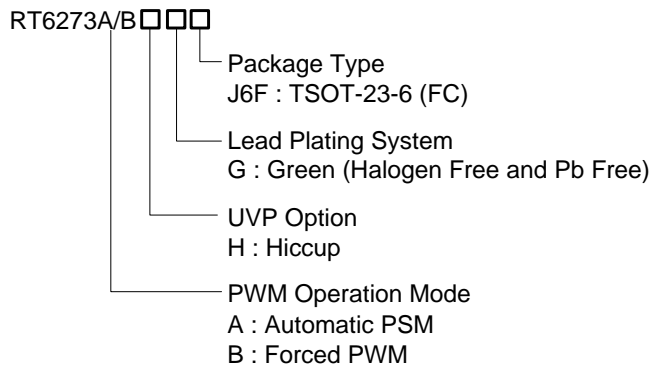 RT6273A/B□□□
Package Type
J6F : TSOT-23-6 (FC)
Lead Plating System
G : Green (Halogen Free and Pb Free)
UVP Option
H : Hiccup
PWM Operation Mode
A : Automatic PSM
B : Forced PWM